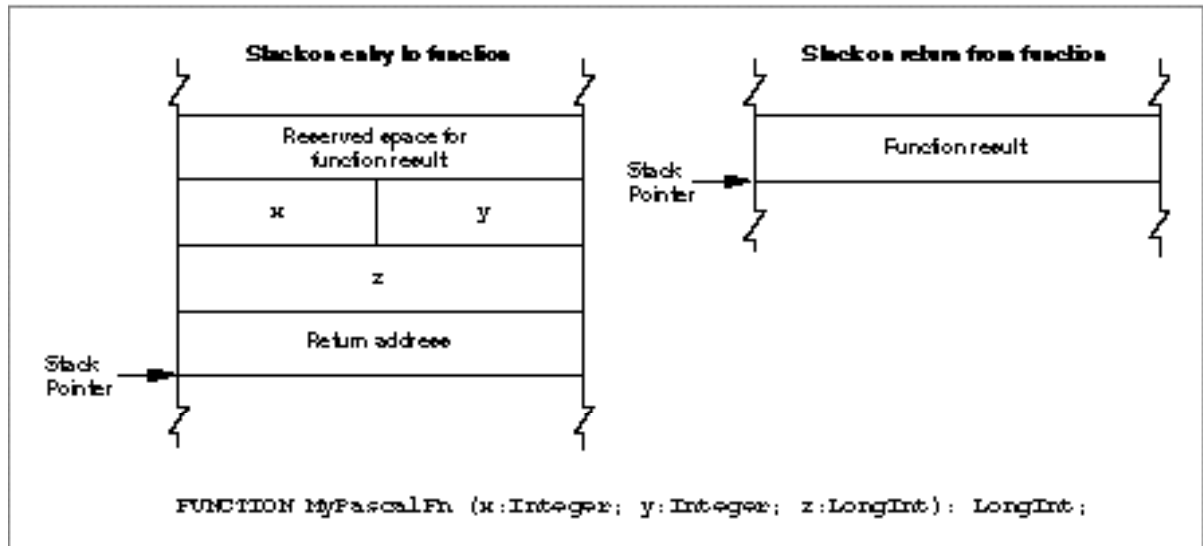 Stack on entry to function
Stack on return from function
Reserved space for
function result
x
y
z
Return address
Stack
Pointer
Function result
Stack
Pointer
FUNCTION MyPascalFn (x:Integer; y:Integer; z:LongInt): LongInt;